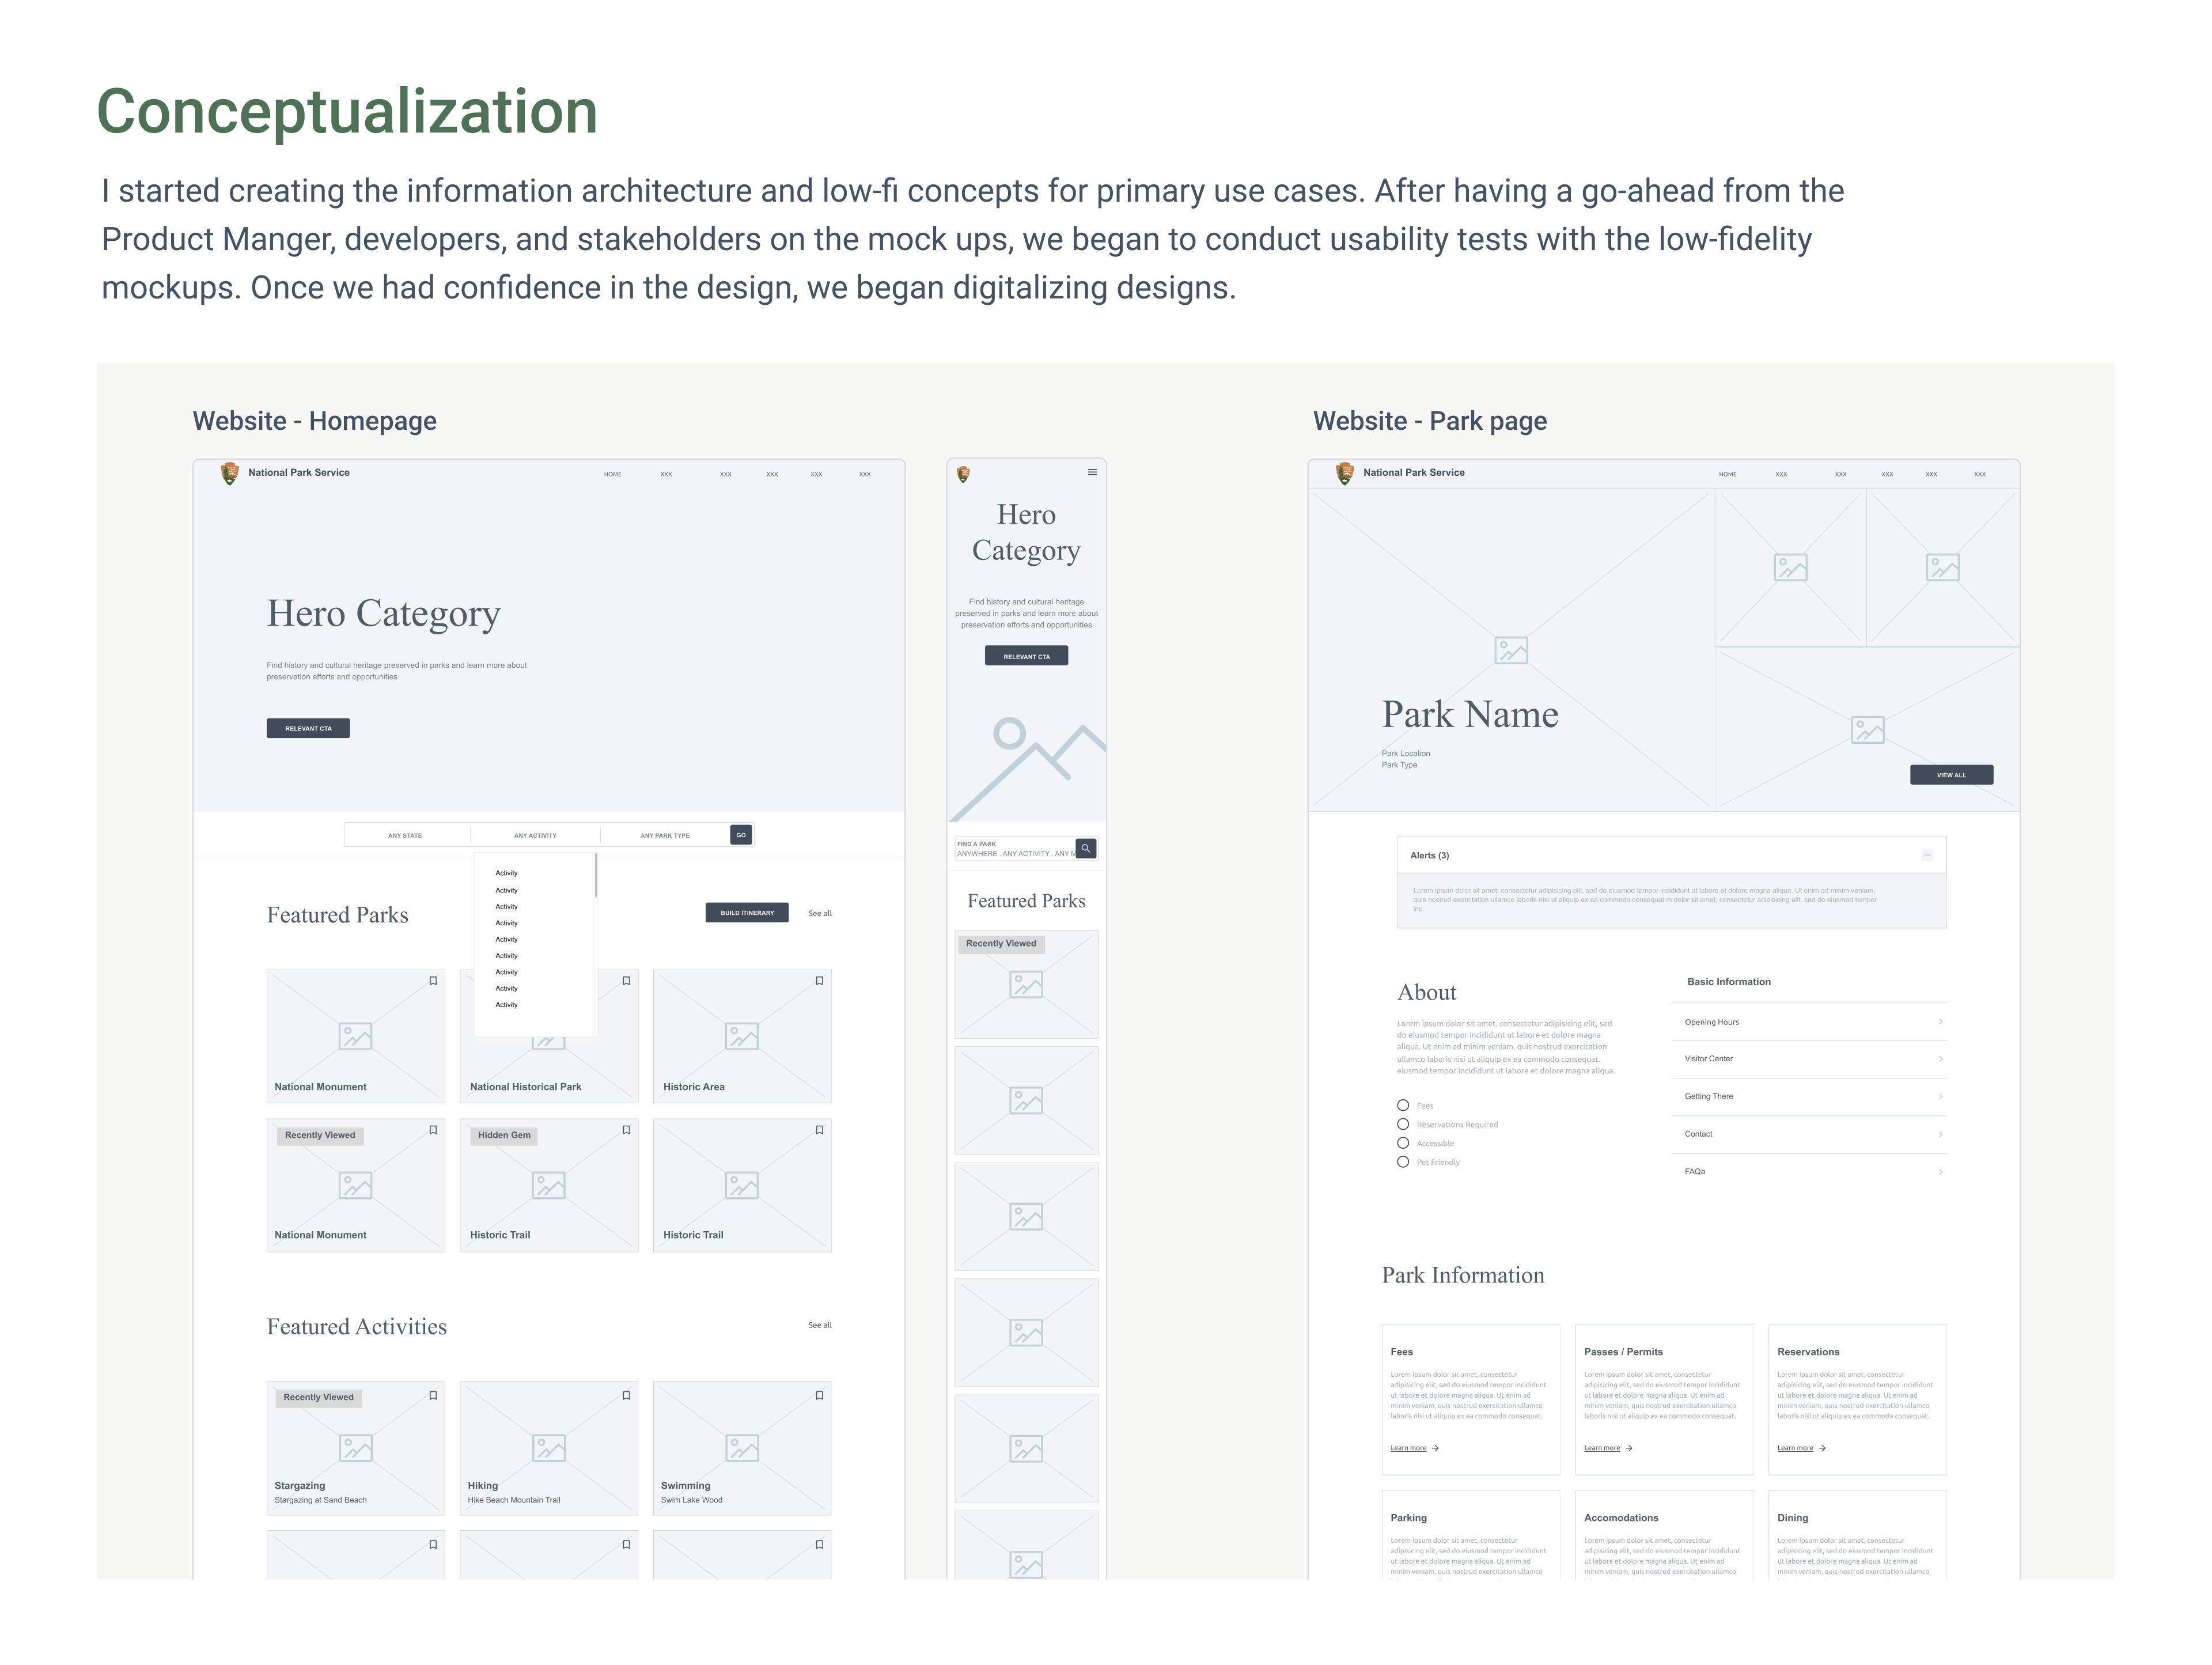 Conceptualization
I started creating the information architecture and low-fi concepts for primary use cases. After having a go-ahead from the
Product Manger, developers, and stakeholders on the mock ups, we began to conduct usability tests with the low-fidelity
mockups. Once we had confidence in the design, we began digitalizing designs.
Website - Homepage
National Park Service
HOME XXX XXX XXX XXX XXX
Hero Category
Find history and cultural heritage preserved in parks and learn more about
preservation efforts and opportunities
RELEVANT CTA
ANY STATE ANY ACTIVITY ANY PARK TYPE GO
Activity
Activity
Activity
Activity
Activity
Activity
Activity
Activity
Activity
Featured Parks BUILD ITINERARY See all
National Monument National Historical Park Historic Area
Recently Viewed Hidden Gem
National Monument Historic Trail Historic Trail
Featured Activities See all
Recently Viewed
Stargazing Hiking Swimming
Stargazing at Sand Beach Hike Beach Mountain Trail Swim Lake Wood
Hero
Category
Find history and cultural heritage
preserved in parks and learn more about
preservation efforts and opportunities
RELEVANT CTA
FIND A PARK
ANYWHERE . ANY ACTIVITY . ANY M
Featured Parks
Recently Viewed
Website - Park page
National Park Service
HOME XXX XXX XXX XXX XXX
Park Name
Park Location
Park Type
VIEW ALL
Alerts (3)
Lorem ipsum dolor sit amet, consectetur adipisicing elit, sed do eiusmod tempor incididunt ut labore et dolore magna aliqua. Ut enim ad minim veniam,
quis nostrud exercitation ullamco laboris nisi ut aliquip ex ea commodo consequat m dolor sit amet, consectetur adipisicing elit, sed do eiusmod tempor
inc.
About
Lorem ipsum dolor sit amet, consectetur adipisicing elit, sed
do eiusmod tempor incididunt ut labore et dolore magna
aliqua. Ut enim ad minim veniam, quis nostrud exercitation
ullamco laboris nisi ut aliquip ex ea commodo consequat.
eiusmod tempor incididunt ut labore et dolore magna aliqua.
Fees
Reservations Required
Accessible
Pet Friendly
Basic Information
Opening Hours
Visitor Center
Getting There
Contact
FAQa
Park Information
Fees
Lorem ipsum dolor sit amet, consectetur
adipisicing elit, sed do eiusmod tempor incididunt
ut labore et dolore magna aliqua. Ut enim ad
minim veniam, quis nostrud exercitation ullamco
laboris nisi ut aliquip ex ea commodo consequat.
Learn more
Passes / Permits
Lorem ipsum dolor sit amet, consectetur
adipisicing elit, sed do eiusmod tempor incididunt
ut labore et dolore magna aliqua. Ut enim ad
minim veniam, quis nostrud exercitation ullamco
laboris nisi ut aliquip ex ea commodo consequat.
Learn more
Reservations
Lorem ipsum dolor sit amet, consectetur
adipisicing elit, sed do eiusmod tempor incididunt
ut labore et dolore magna aliqua. Ut enim ad
minim veniam, quis nostrud exercitation ullamco
laboris nisi ut aliquip ex ea commodo consequat.
Learn more
Parking
Lorem ipsum dolor sit amet, consectetur
adipisicing elit, sed do eiusmod tempor incididunt
ut labore et dolore magna aliqua. Ut enim ad
minim veniam, quis nostrud exercitation ullamco
Accomodations
Lorem ipsum dolor sit amet, consectetur
adipisicing elit, sed do eiusmod tempor incididunt
ut labore et dolore magna aliqua. Ut enim ad
minim veniam, quis nostrud exercitation ullamco
Dining
Lorem ipsum dolor sit amet, consectetur
adipisicing elit, sed do eiusmod tempor incididunt
ut labore et dolore magna aliqua. Ut enim ad
minim veniam, quis nostrud exercitation ullamco